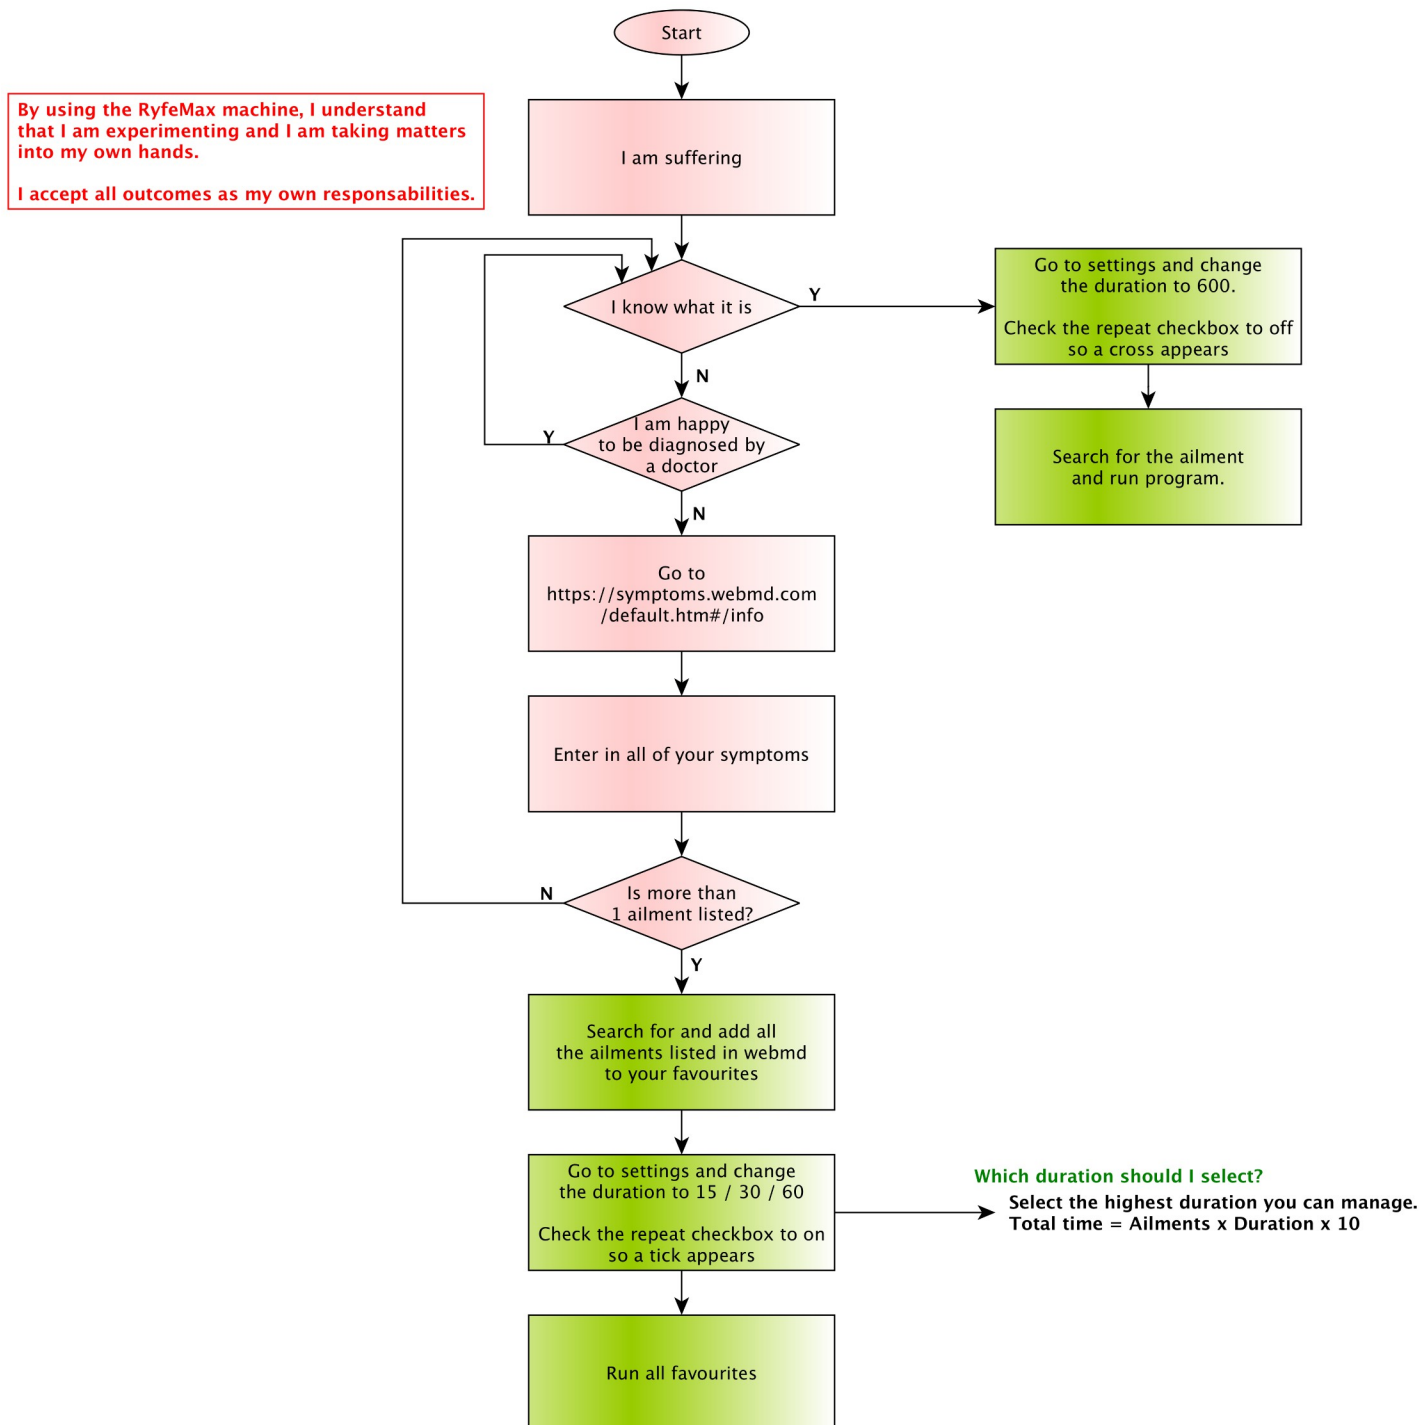 Start
By using the RyfeMax machine, I understand
that I am experimenting and I am taking matters
into my own hands.
I accept all outcomes as my own responsabilities.
I am suffering
I know what it is
Y
Go to settings and change
the duration to 600.
Check the repeat checkbox to off
so a cross appears
N
Search for the ailment
and run program.
I am happy
to be diagnosed by
a doctor
Y
N
Go to
https://symptoms.webmd.com
/default.htm#/info
Enter in all of your symptoms
Is more than
1 ailment listed?
N
Y
Search for and add all
the ailments listed in webmd
to your favourites
Go to settings and change
the duration to 15 / 30 / 60
Check the repeat checkbox to on
so a tick appears
Which duration should I select?
Select the highest duration you can manage.
Total time = Ailments x Duration x 10
Run all favourites